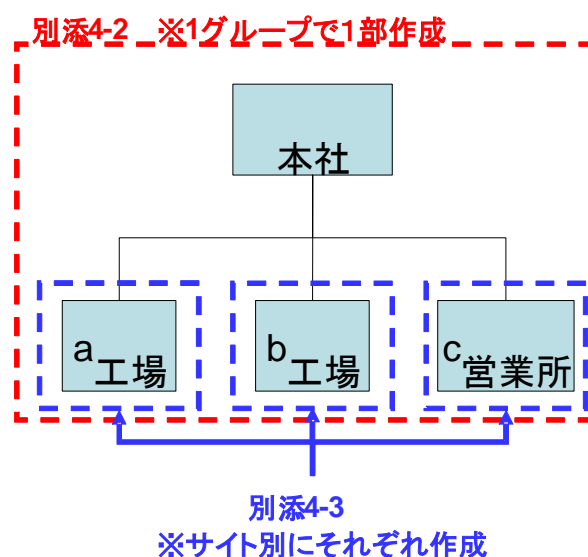 別添4-2 ※1グループで1部作成
本社
a工場
b工場
c営業所
別添4-3
※サイト別にそれぞれ作成